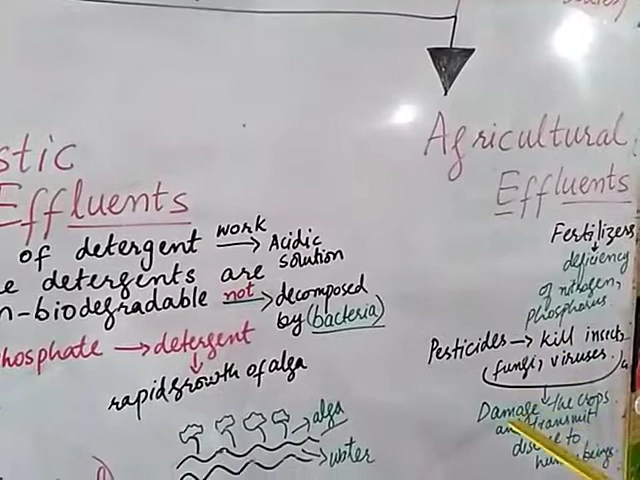 stic
Effluents
of detergent work → Acidic solution
e detergents are
n-biodegradable not → decomposed by (bacteria)
hosphate → detergent
↓
rapid growth of alga
→ alga
→ water
Agricultural
Effluents
Fertilizers
↓
deficiency
of nitrogen,
phosphorus.
Pesticides → kill insects
(fungi, viruses.)
↓
Damage the crops.
and transmit
to
beings